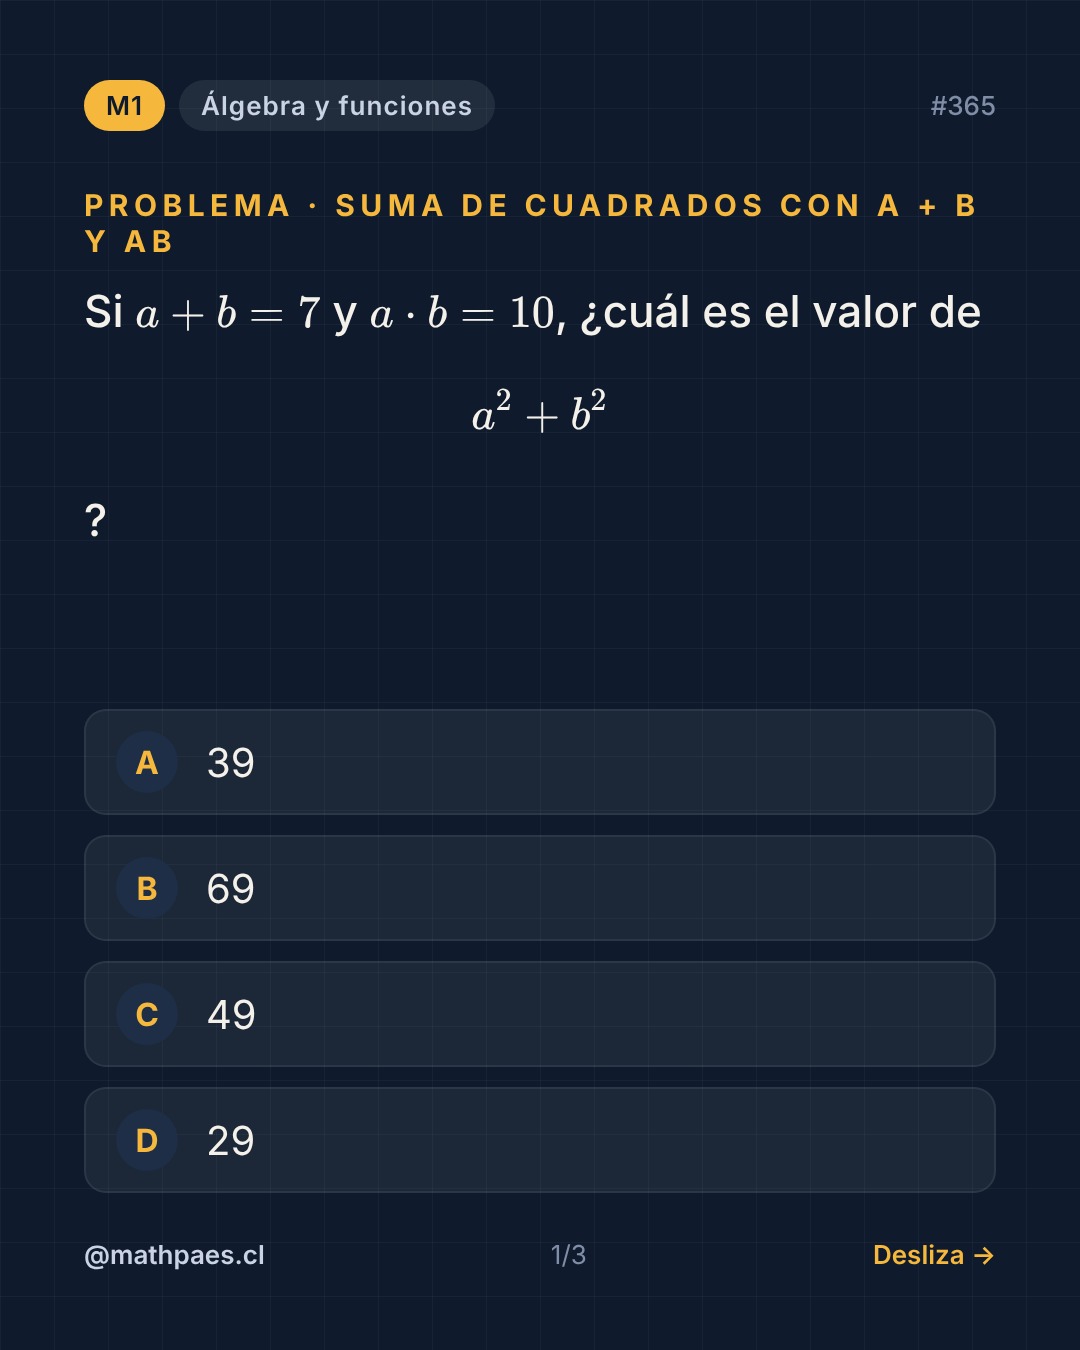 M1 Álgebra y funciones #365
PROBLEMA · SUMA DE CUADRADOS CON A + B
Y AB
Si a + b = 7 y a · b = 10, ¿cuál es el valor de
a² + b²
?
A 39
B 69
C 49
D 29
@mathpaes.cl 1/3 Desliza →